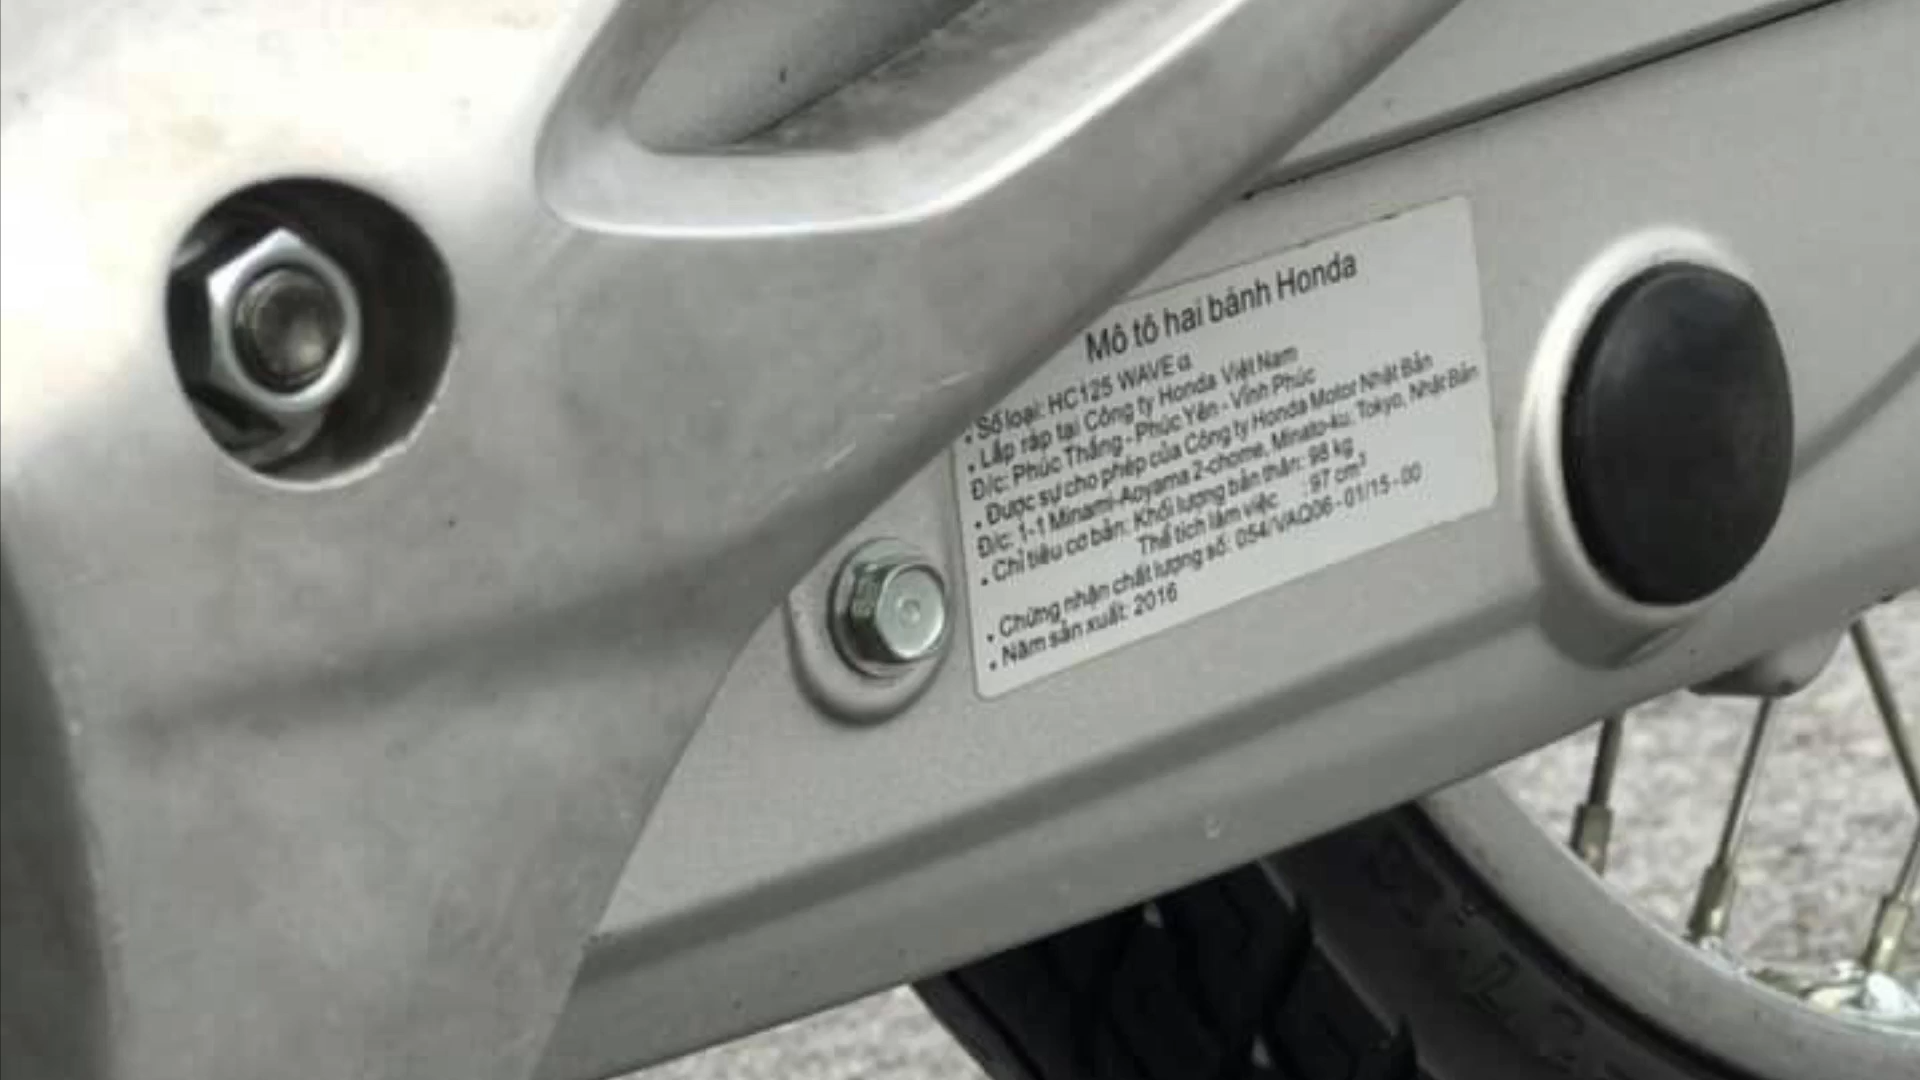 Mô tô hai bánh Honda
• Số loại: HC125 WAVE α
• Lắp ráp tại Công ty Honda Việt Nam
Đ/c: Phúc Thắng - Phúc Yên - Vĩnh Phúc
• Được sự cho phép của Công ty Honda Motor Nhật Bản
Đ/c: 1-1 Minami-Aoyama 2-chome, Minato-ku, Tokyo, Nhật Bản
• Chỉ tiêu cơ bản: Khối lượng bản thân: 98 kg
Thể tích làm việc : 97 cm³
• Chứng nhận chất lượng số: 054/VAQ06 - 01/15 - 00
• Năm sản xuất: 2016